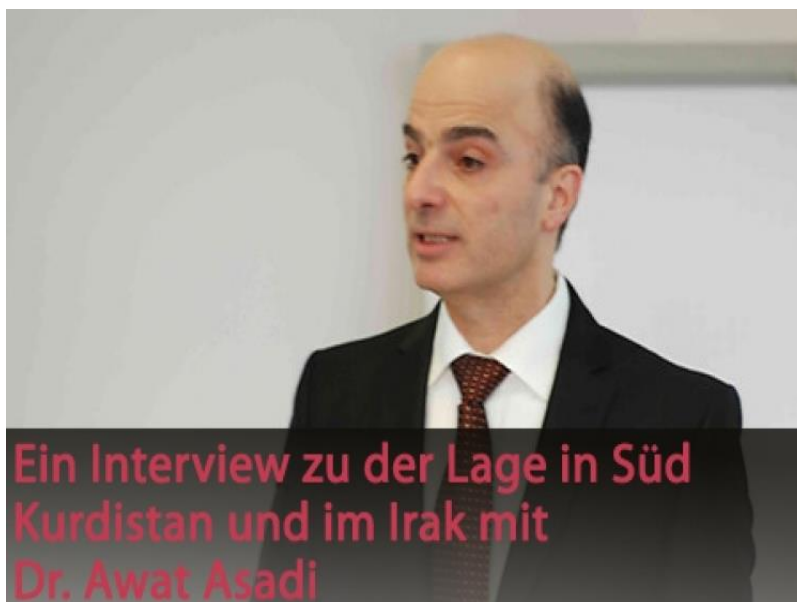 Ein Interview zu der Lage in Süd
Kurdistan und im Irak mit
Dr. Awat Asadi